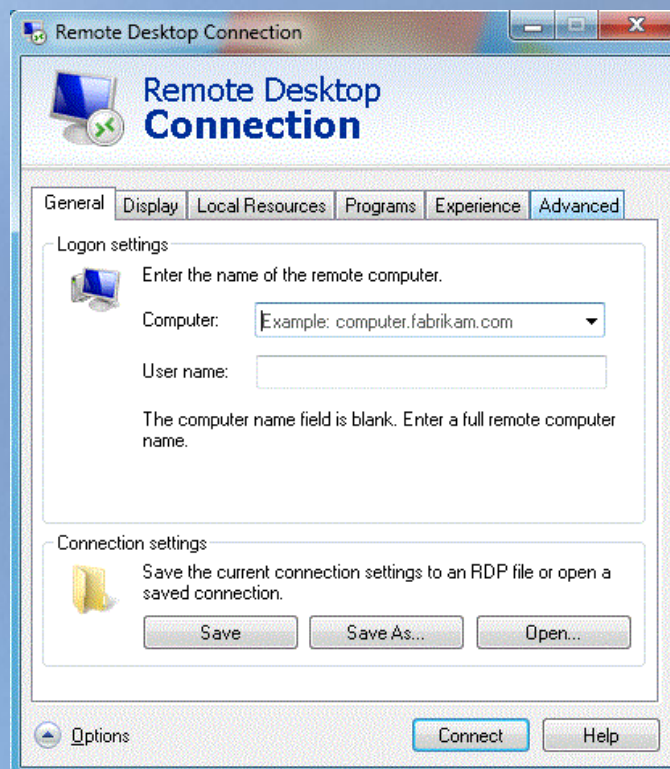 Remote Desktop Connection
Remote Desktop
Connection
General Display Local Resources Programs Experience Advanced
Logon settings
Enter the name of the remote computer.
Computer: Example: computer.fabrikam.com
User name:
The computer name field is blank. Enter a full remote computer
name.
Connection settings
Save the current connection settings to an RDP file or open a
saved connection.
Save Save As... Open...
Options Connect Help